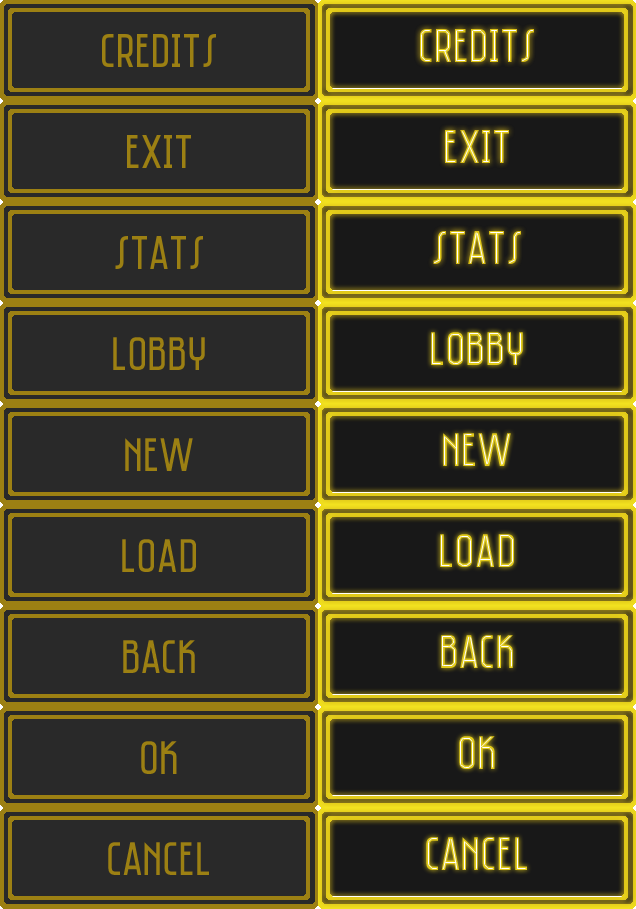 CREDITS CREDITS
EXIT EXIT
STATS STATS
LOBBY LOBBY
NEW NEW
LOAD LOAD
BACK BACK
OK OK
CANCEL CANCEL